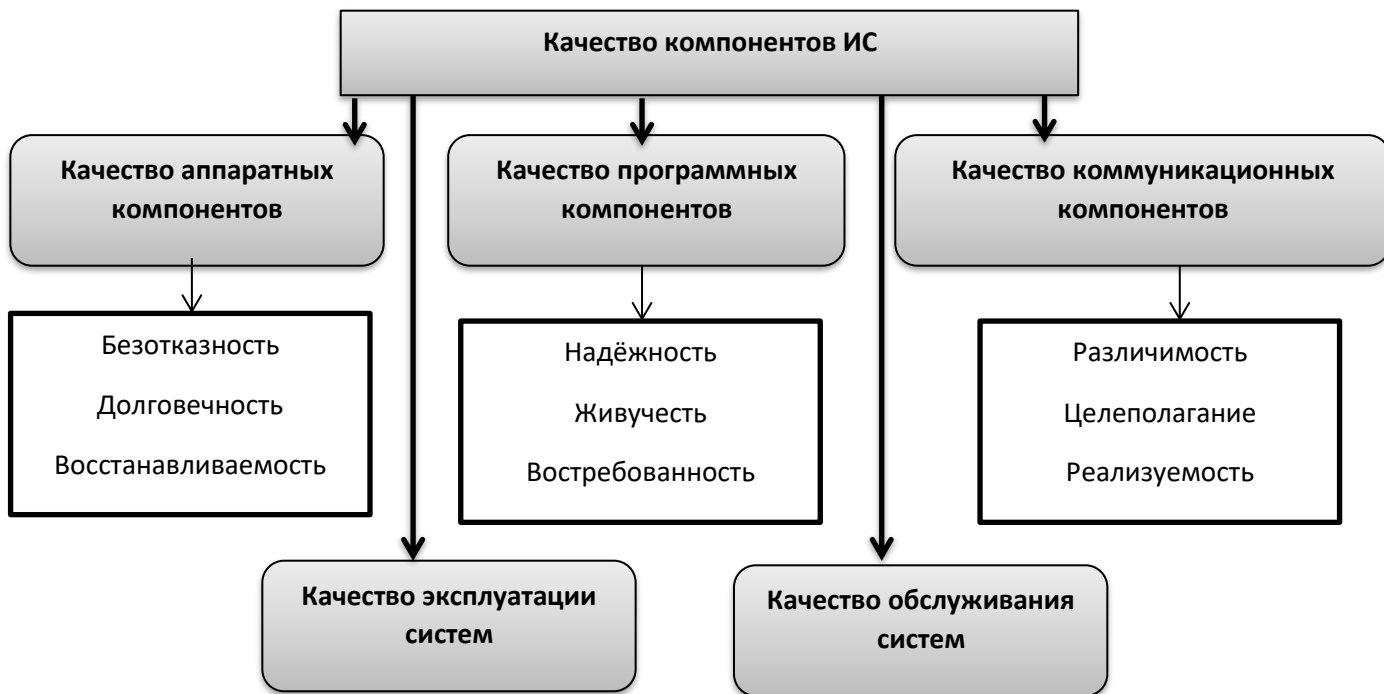 Качество компонентов ИС
Качество аппаратных
компонентов
Качество программных
компонентов
Качество коммуникационных
компонентов
Безотказность
Долговечность
Восстанавливаемость
Надёжность
Живучесть
Востребованность
Различимость
Целеполагание
Реализуемость
Качество эксплуатации
систем
Качество обслуживания
систем